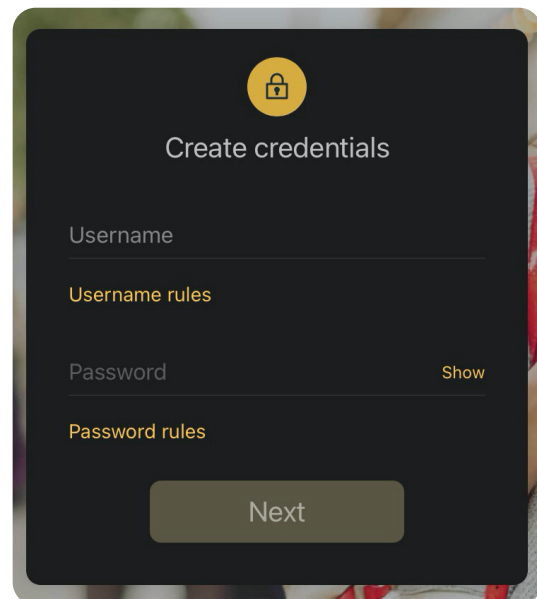 Create credentials
Username
Username rules
Password
Show
Password rules
Next